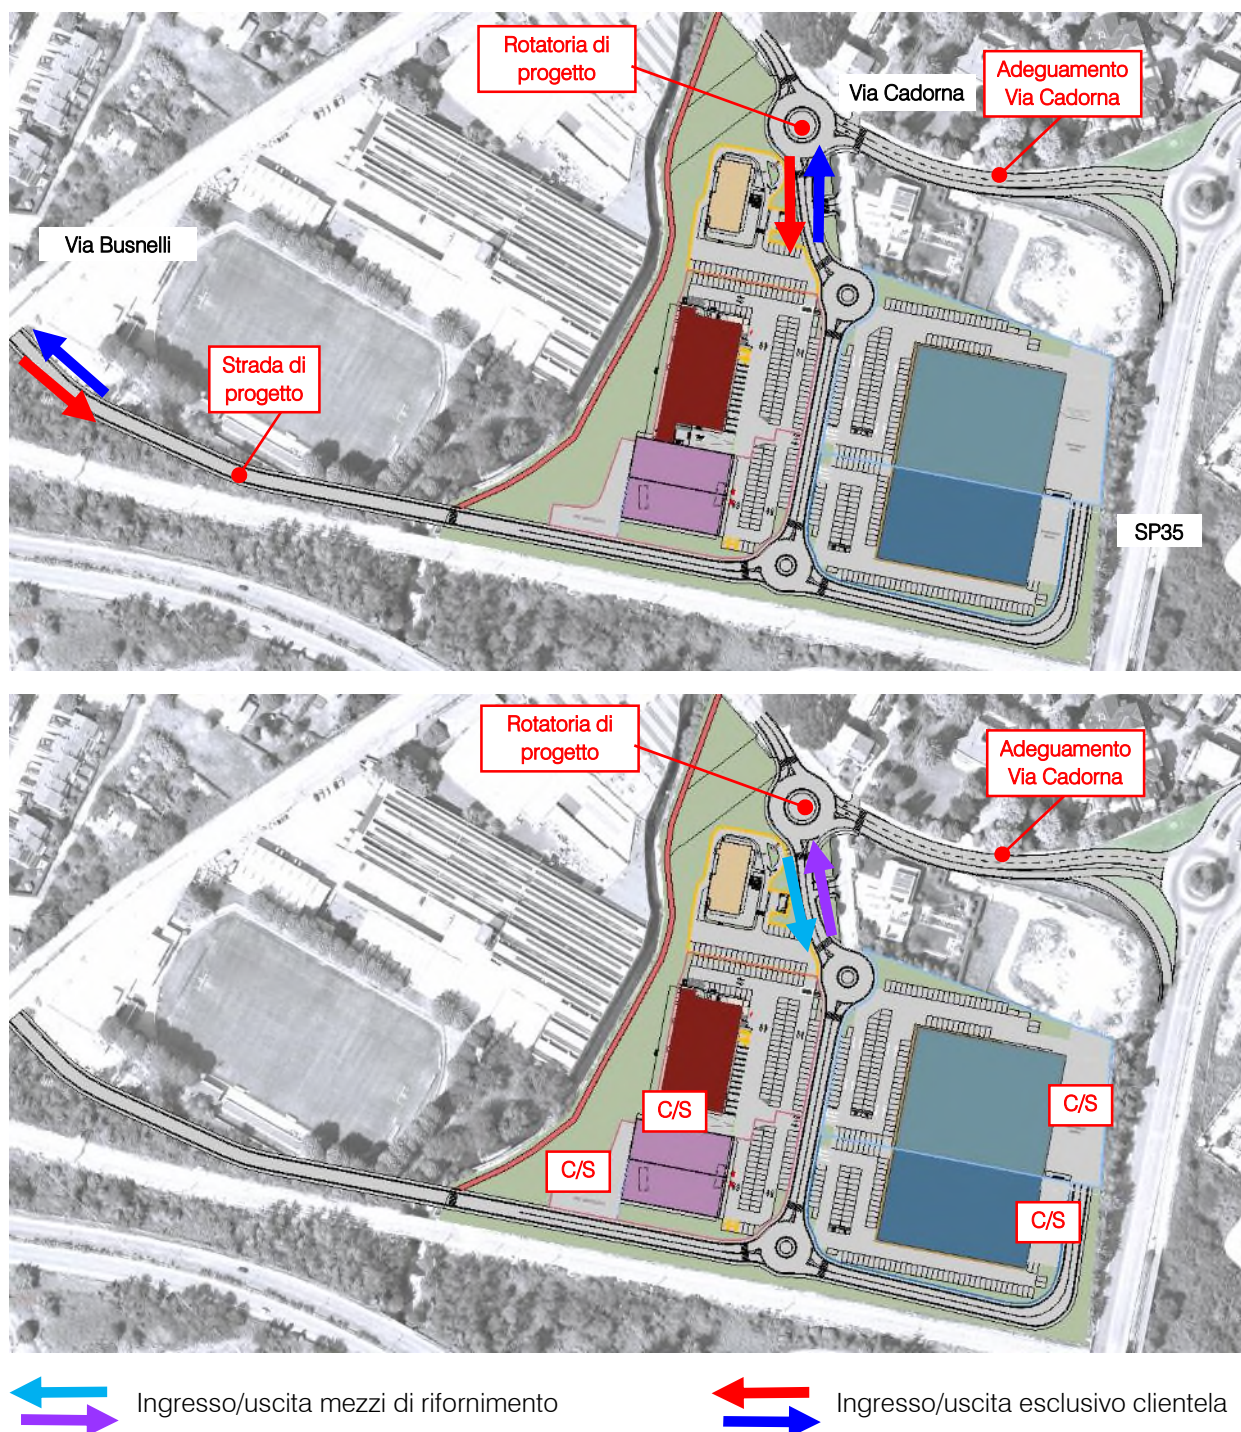 Rotatoria di
progetto
Via Cadorna
Adeguamento
Via Cadorna
Via Busnelli
Strada di
progetto
SP35
Rotatoria di
progetto
Adeguamento
Via Cadorna
C/S
C/S
C/S
C/S
Ingresso/uscita mezzi di rifornimento
Ingresso/uscita esclusivo clientela